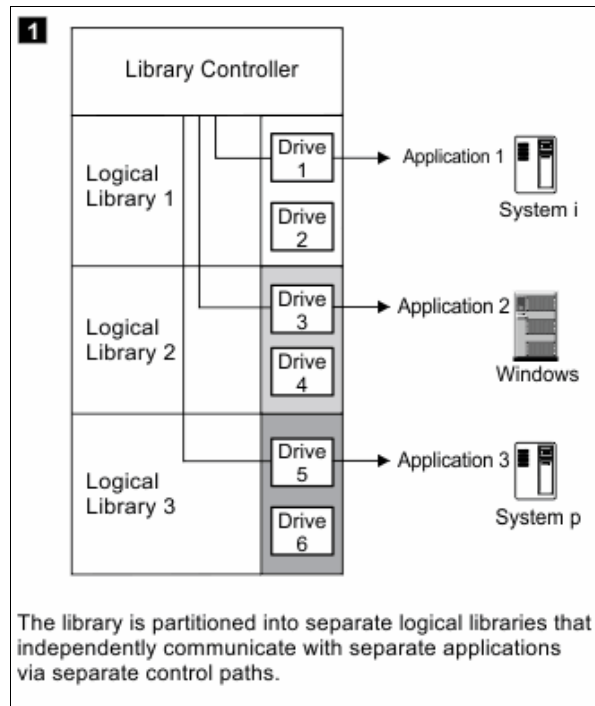 1
Library Controller
Logical
Library 1
Drive
1
Application 1
System i
Drive
2
Logical
Library 2
Drive
3
Application 2
Windows
Drive
4
Logical
Library 3
Drive
5
Application 3
System p
Drive
6
The library is partitioned into separate logical libraries that
independently communicate with separate applications
via separate control paths.